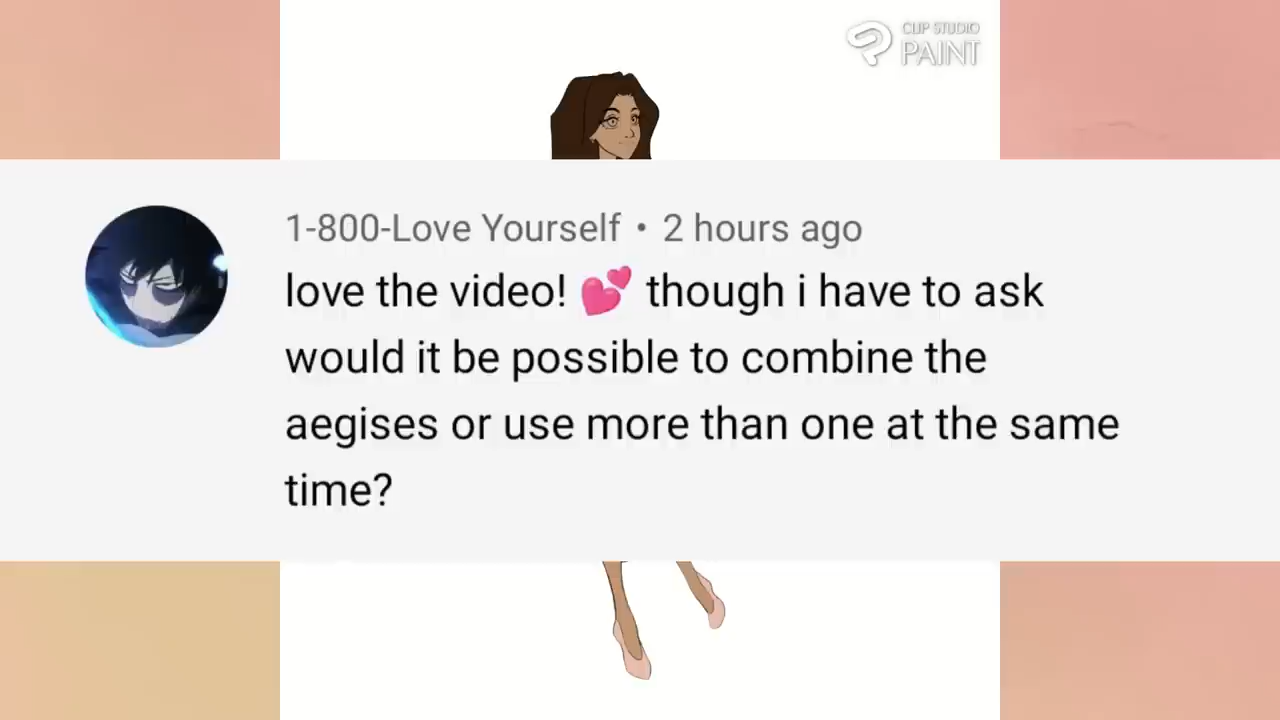 CLIP STUDIO
PAINT
1-800-Love Yourself • 2 hours ago
love the video! 💕 though i have to ask
would it be possible to combine the
aegises or use more than one at the same
time?